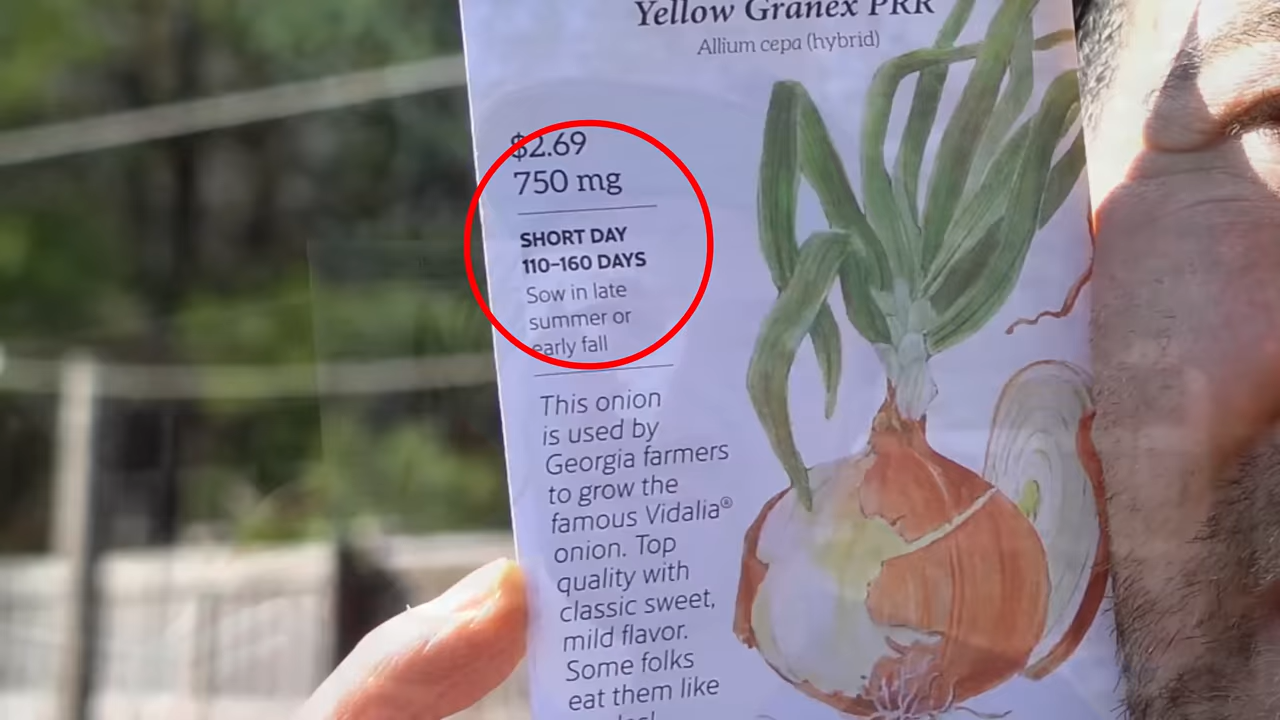 Yellow Granex PRR
Allium cepa (hybrid)
$2.69
750 mg
SHORT DAY
110–160 DAYS
Sow in late
summer or
early fall
This onion
is used by
Georgia farmers
to grow the
famous Vidalia®
onion. Top
quality with
classic sweet,
mild flavor.
Some folks
eat them like